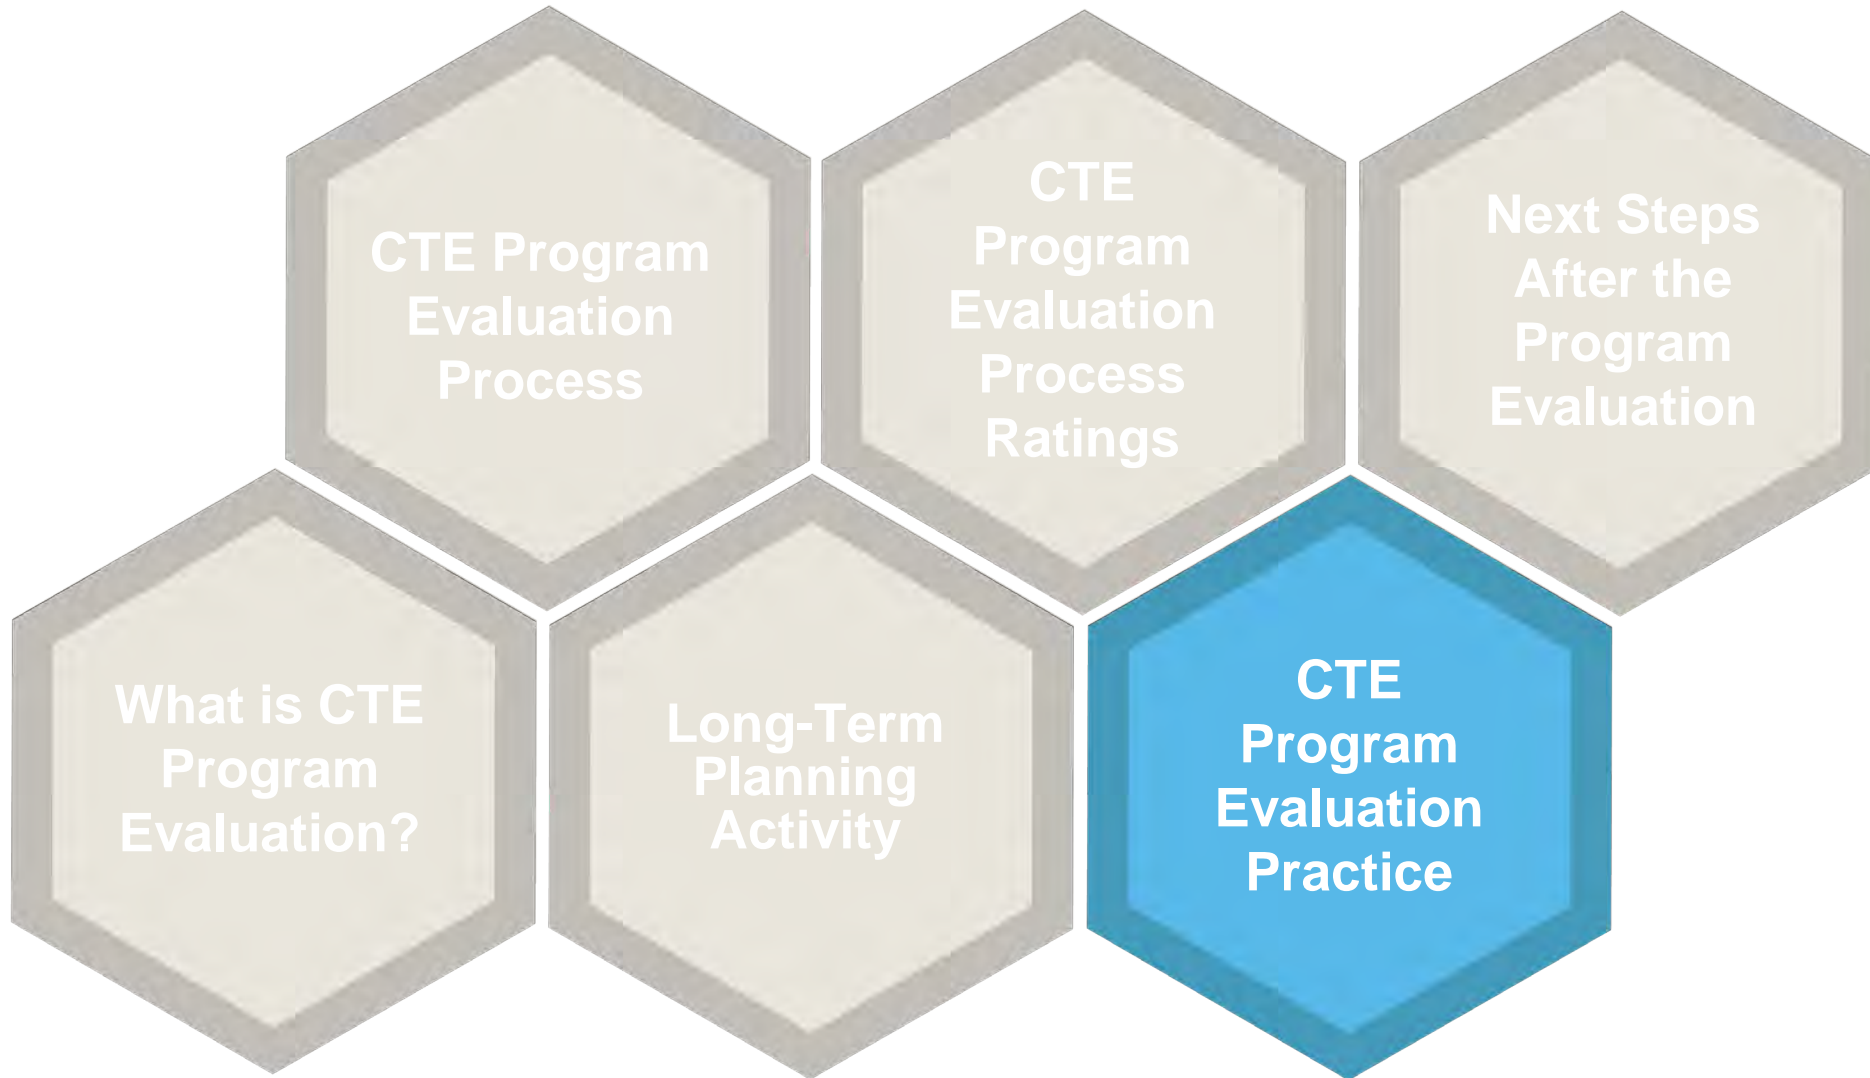 CTE Program
Evaluation
Process
CTE
Program
Evaluation
Process
Ratings
Next Steps
After the
Program
Evaluation
What is CTE
Program
Evaluation?
Long-Term
Planning
Activity
CTE
Program
Evaluation
Practice